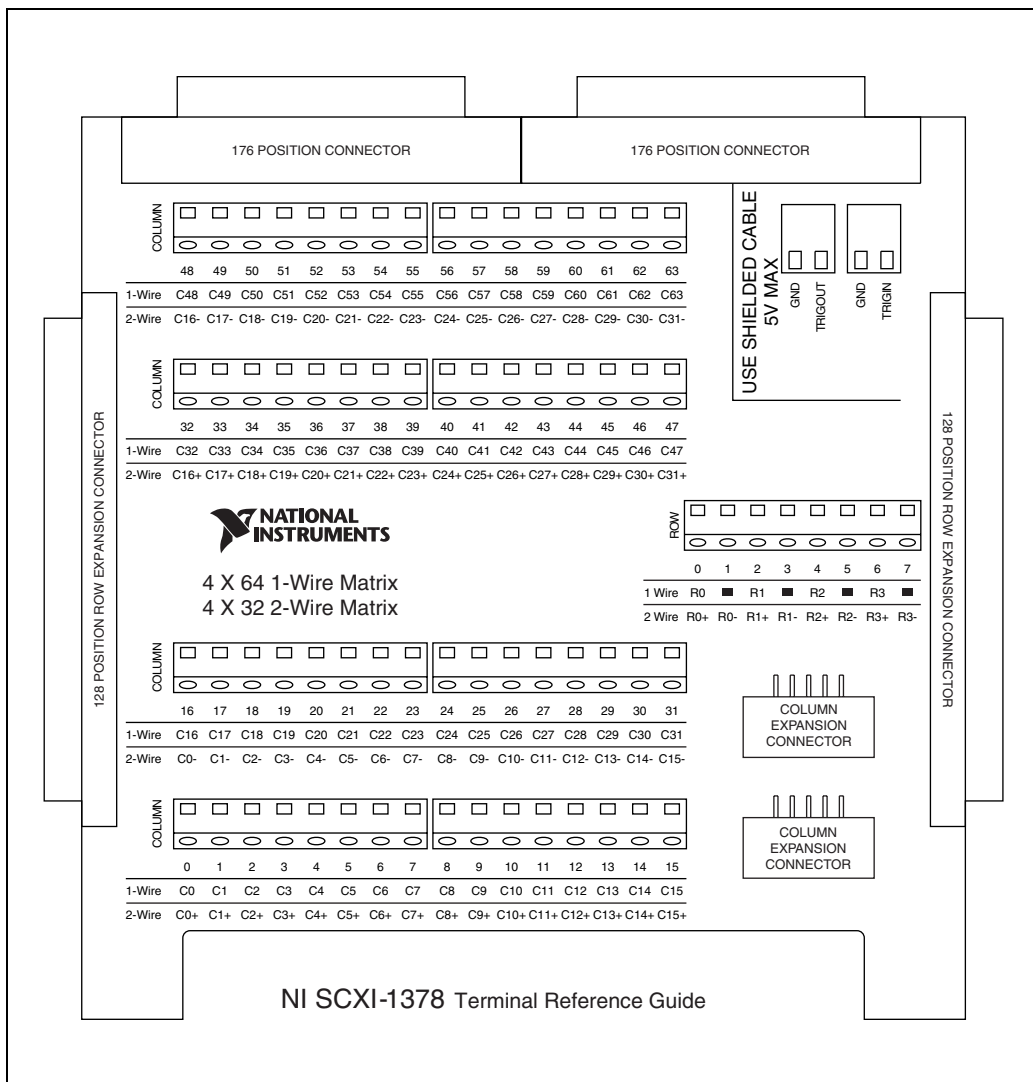 176 POSITION CONNECTOR
176 POSITION CONNECTOR
COLUMN
48 49 50 51 52 53 54 55 56 57 58 59 60 61 62 63
1-Wire C48 C49 C50 C51 C52 C53 C54 C55 C56 C57 C58 C59 C60 C61 C62 C63
2-Wire C16- C17- C18- C19- C20- C21- C22- C23- C24- C25- C26- C27- C28- C29- C30- C31-
USE SHIELDED CABLE
5V MAX
GND
TRIGOUT
GND
TRIGIN
COLUMN
32 33 34 35 36 37 38 39 40 41 42 43 44 45 46 47
1-Wire C32 C33 C34 C35 C36 C37 C38 C39 C40 C41 C42 C43 C44 C45 C46 C47
2-Wire C16+ C17+ C18+ C19+ C20+ C21+ C22+ C23+ C24+ C25+ C26+ C27+ C28+ C29+ C30+ C31+
128 POSITION ROW EXPANSION CONNECTOR
128 POSITION ROW EXPANSION CONNECTOR
NATIONAL
INSTRUMENTS
4 X 64 1-Wire Matrix
4 X 32 2-Wire Matrix
ROW
0 1 2 3 4 5 6 7
1 Wire R0 R1 R2 R3
2 Wire R0+ R0- R1+ R1- R2+ R2- R3+ R3-
COLUMN
16 17 18 19 20 21 22 23 24 25 26 27 28 29 30 31
1-Wire C16 C17 C18 C19 C20 C21 C22 C23 C24 C25 C26 C27 C28 C29 C30 C31
2-Wire C0- C1- C2- C3- C4- C5- C6- C7- C8- C9- C10- C11- C12- C13- C14- C15-
COLUMN
EXPANSION
CONNECTOR
COLUMN
0 1 2 3 4 5 6 7 8 9 10 11 12 13 14 15
1-Wire C0 C1 C2 C3 C4 C5 C6 C7 C8 C9 C10 C11 C12 C13 C14 C15
2-Wire C0+ C1+ C2+ C3+ C4+ C5+ C6+ C7+ C8+ C9+ C10+ C11+ C12+ C13+ C14+ C15+
COLUMN
EXPANSION
CONNECTOR
NI SCXI-1378 Terminal Reference Guide